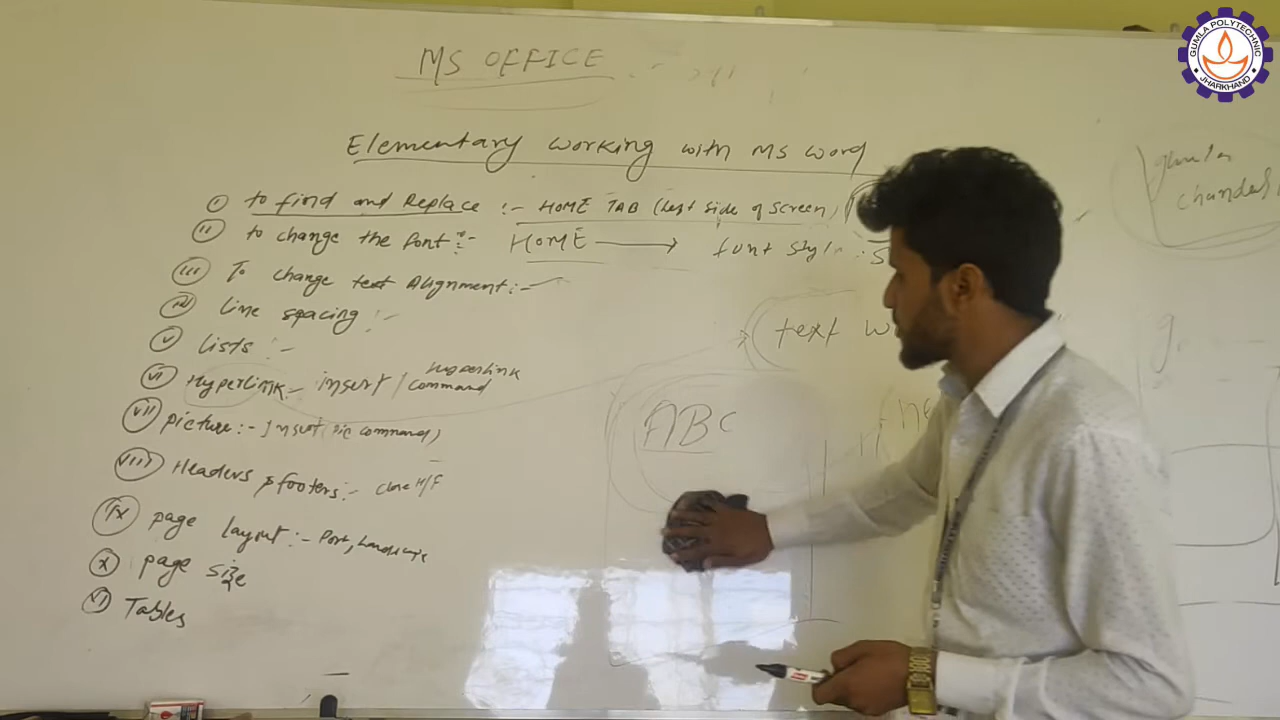 MS OFFICE
Elementary working with MS word
i to find and Replace :- HOME TAB (Left side of screen)
ii to change the font :- HOME → font style :
iii To change text Alignment :-
iv line spacing :-
v Lists :-
vi Hyperlink - insert / Hyperlink command
vii picture :- Insert (pic command)
viii Headers & footers :- close H/F
ix page layout :- Port, Landscape
x page size
vi Tables
text
ABC
GUMLA POLYTECHNIC
JHARKHAND